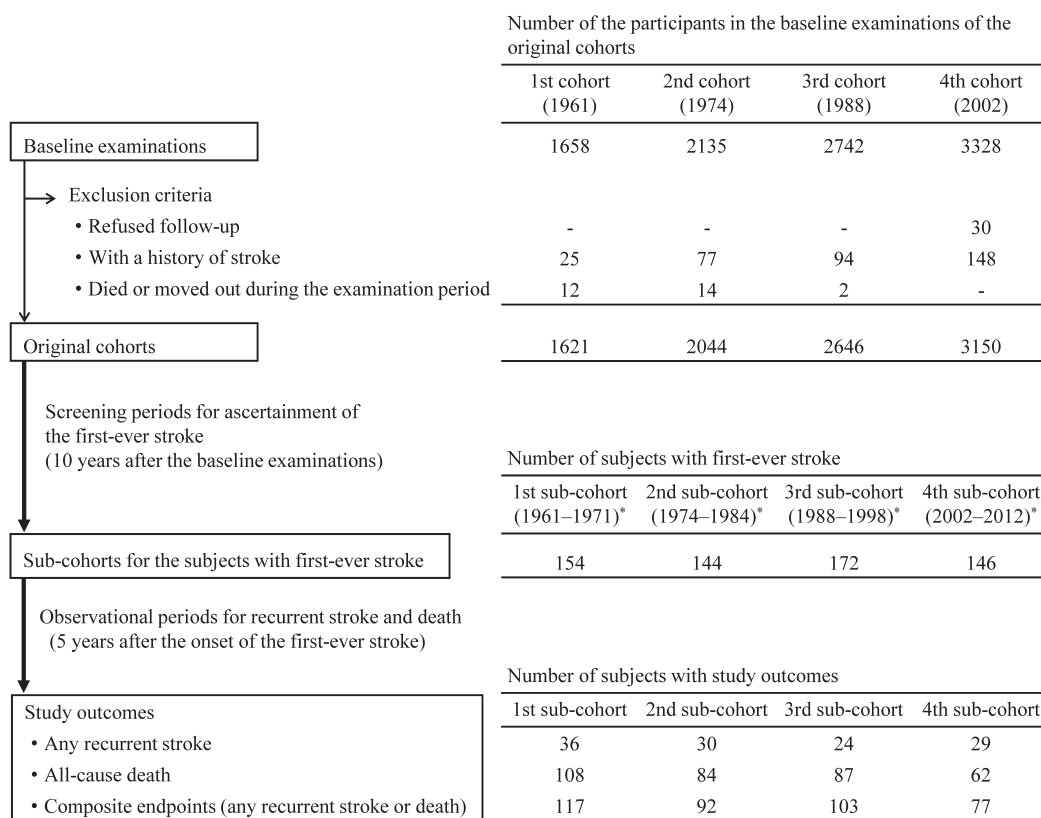 Number of the participants in the baseline examinations of the
original cohorts
1st cohort 2nd cohort 3rd cohort 4th cohort
(1961) (1974) (1988) (2002)
Baseline examinations 1658 2135 2742 3328
Exclusion criteria
• Refused follow-up - - - 30
• With a history of stroke 25 77 94 148
• Died or moved out during the examination period 12 14 2 -
Original cohorts 1621 2044 2646 3150
Screening periods for ascertainment of
the first-ever stroke
(10 years after the baseline examinations)
Number of subjects with first-ever stroke
1st sub-cohort 2nd sub-cohort 3rd sub-cohort 4th sub-cohort
(1961–1971)* (1974–1984)* (1988–1998)* (2002–2012)*
Sub-cohorts for the subjects with first-ever stroke 154 144 172 146
Observational periods for recurrent stroke and death
(5 years after the onset of the first-ever stroke)
Number of subjects with study outcomes
Study outcomes 1st sub-cohort 2nd sub-cohort 3rd sub-cohort 4th sub-cohort
• Any recurrent stroke 36 30 24 29
• All-cause death 108 84 87 62
• Composite endpoints (any recurrent stroke or death) 117 92 103 77